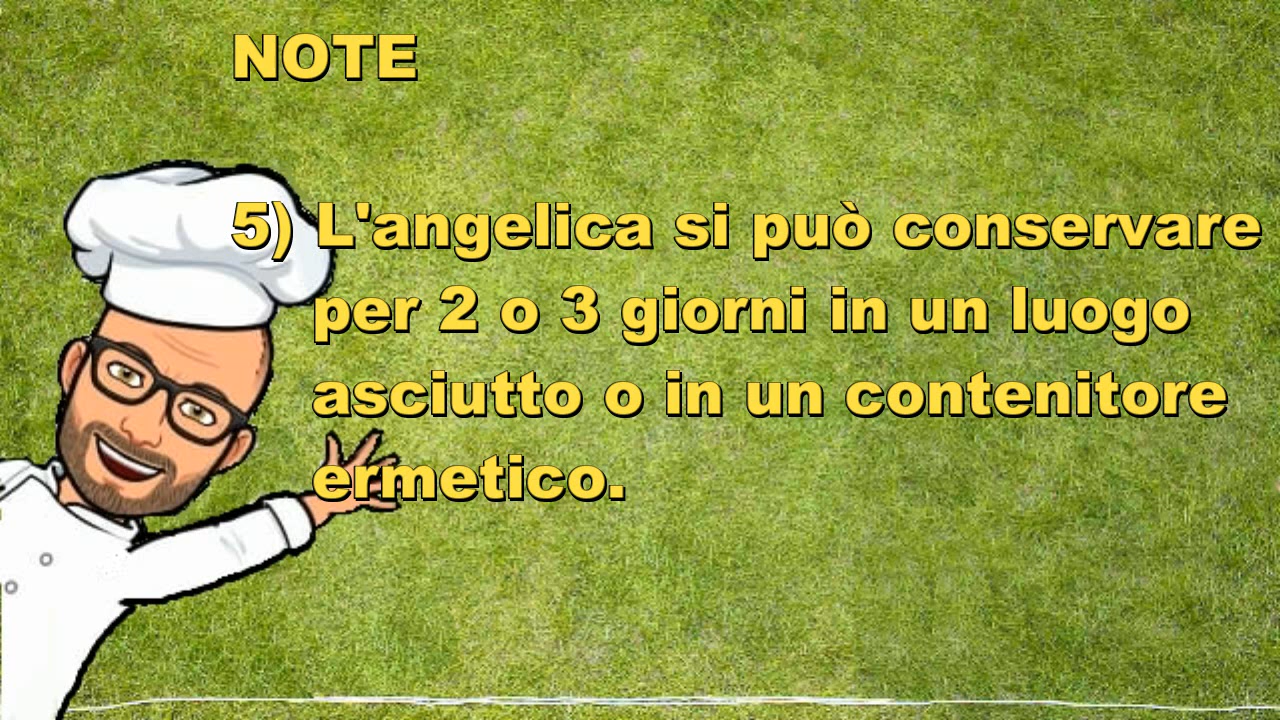 NOTE
5) L'angelica si può conservare
per 2 o 3 giorni in un luogo
asciutto o in un contenitore
ermetico.